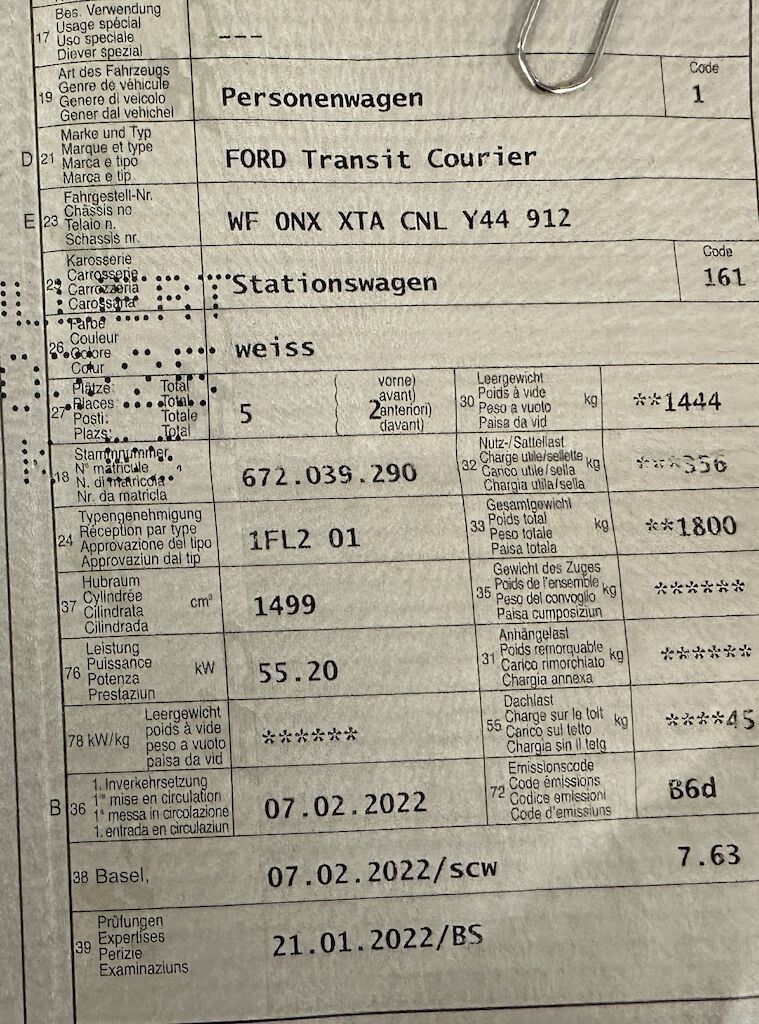 Bes. Verwendung
17 Usage spécial
Uso speciale
Diever spezial
---
Art des Fahrzeugs
19 Genre de véhicule
Genere di veicolo
Gener dal vehichel
Personenwagen
Code
1
Marke und Typ
D 21 Marque et type
Marca e tipo
Marca e tip
FORD Transit Courier
Fahrgestell-Nr.
E 23 Châssis no
Telaio n.
Schassis nr.
WF 0NX XTA CNL Y44 912
Karosserie
25 Carrosserie
Carrozzeria
Carossaria
Stationswagen
Code
161
Farbe
26 Couleur
Colore
Colur
weiss
Plätze: Total
27 Places Total
Posti: Totale
Plazs: Total
5
vorne)
avant)
2 anteriori)
davant)
Leergewicht
30 Poids à vide kg
Peso a vuoto
Paisa da vid
**1444
Stammnummer
18 N° matricule
N. di matricola
Nr. da matricla
672.039.290
Nutz-/Sattellast
32 Charge utile/sellette kg
Carico utile/sella
Chargia utila/sella
***356
Typengenehmigung
24 Réception par type
Approvazione del tipo
Approvaziun dal tip
1FL2 01
Gesamtgewicht
33 Poids total kg
Peso totale
Paisa totala
**1800
Hubraum
37 Cylindrée cm³
Cilindrata
Cilindrada
1499
Gewicht des Zuges
35 Poids de l'ensemble kg
Peso del convoglio
Paisa cumposiziun
******
Leistung
76 Puissance kW
Potenza
Prestaziun
55.20
Anhängelast
31 Poids remorquable kg
Carico rimorchiato
Chargia annexa
******
Leergewicht
78 kW/kg poids à vide
peso a vuoto
paisa da vid
******
Dachlast
55 Charge sur le toit kg
Carico sul tetto
Chargia sin il tetg
****45
1. Inverkehrsetzung
B 36 1re mise en circulation
1a messa in circolazione
1. entrada en circulaziun
07.02.2022
Emissionscode
72 Code émissions
Codice emissioni
Code d'emissiuns
B6d
38 Basel,
07.02.2022/scw
7.63
Prüfungen
39 Expertises
Perizie
Examinaziuns
21.01.2022/BS